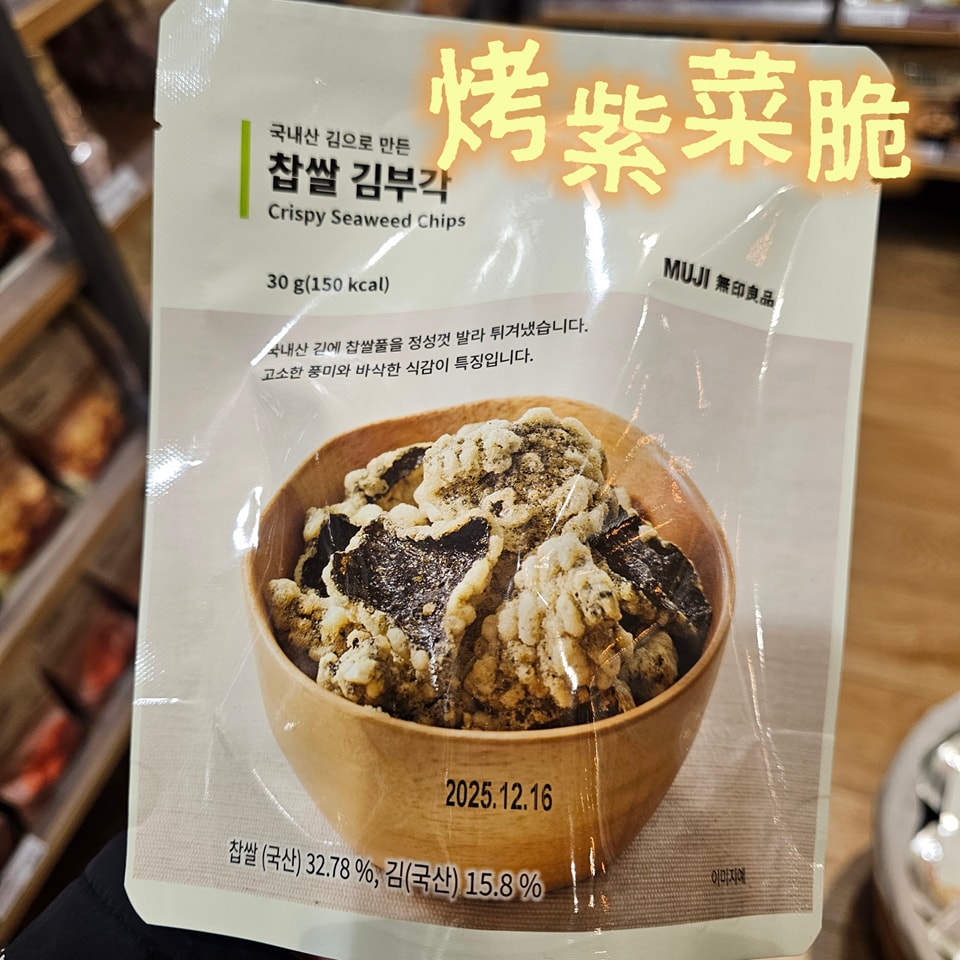 烤紫菜脆
국내산 김으로 만든
찹쌀 김부각
Crispy Seaweed Chips
30 g(150 kcal)
MUJI 無印良品
국내산 김에 찹쌀풀을 정성껏 발라 튀겨냈습니다.
고소한 풍미와 바삭한 식감이 특징입니다.
2025.12.16
찹쌀 (국산) 32.78 %, 김(국산) 15.8 %
이미지예